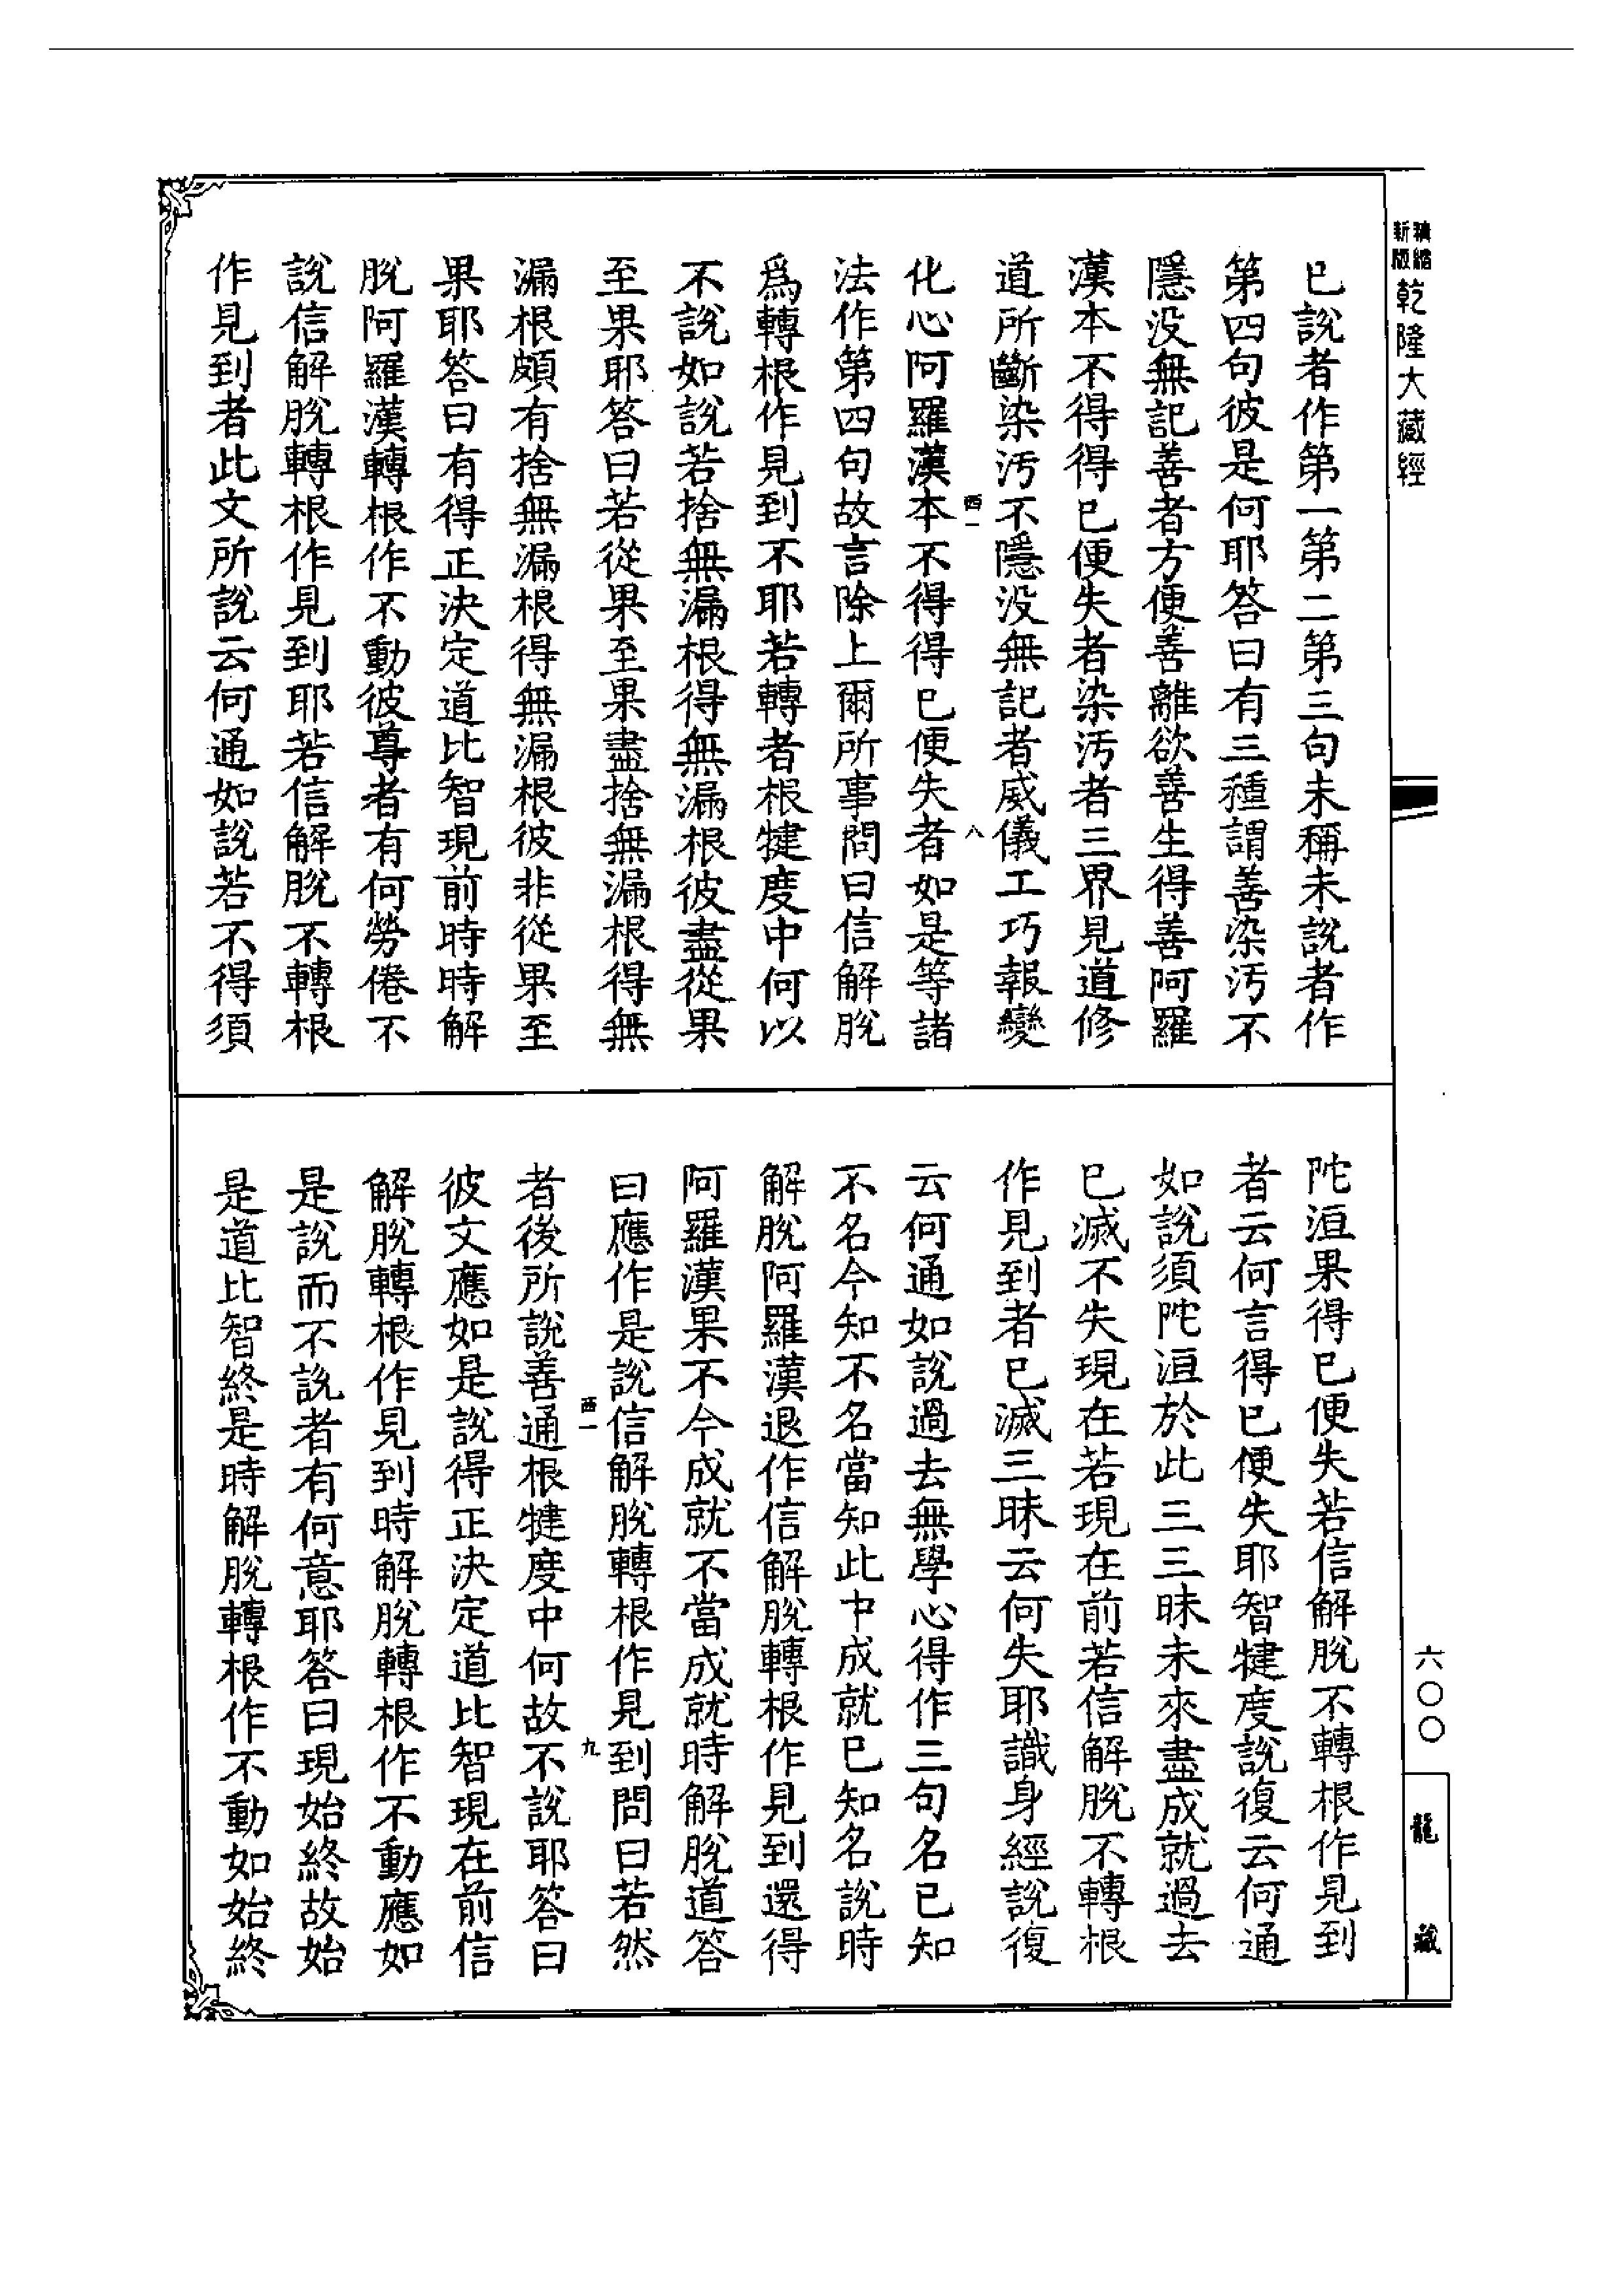 精縮新版乾隆大藏經
已說者作第一第二第三句未稱未說者作
第四句彼是何耶答曰有三種謂善染汚不
隱没無記善者方便善離欲善生得善阿羅
漢本不得得已便失者染汚者三界見道修
道所斷染汚不隱没無記者威儀工巧報變
化心阿羅漢本不得得已便失者如是等諸
西一
八
法作第四句故言除上爾所事問曰信解脫
爲轉根作見到不耶若轉者根犍度中何以
不說如說若捨無漏根得無漏根彼盡從果
至果耶答曰若從果至果盡捨無漏根得無
漏根頗有捨無漏根得無漏根彼非從果至
果耶答曰有得正決定道比智現前時時解
脫阿羅漢轉根作不動彼尊者有何勞倦不
說信解脫轉根作見到耶若信解脫不轉根
作見到者此文所說云何通如說若不得須
陀洹果得已便失若信解脫不轉根作見到
者云何言得已便失耶智犍度說復云何通
如說須陀洹於此三三昧未來盡成就過去
已滅不失現在若現在前若信解脫不轉根
作見到者已滅三昧云何失耶識身經說復
云何通如說過去無學心得作三句名已知
不名今知不名當知此中成就已知名說時
解脫阿羅漢退作信解脫轉根作見到還得
阿羅漢果不今成就不當成就時解脫道答
曰應作是說信解脫轉根作見到問曰若然
西一
九
者後所說善通根犍度中何故不說耶答曰
彼文應如是說得正決定道比智現在前信
解脫轉根作見到時解脫轉根作不動應如
是說而不說者有何意耶答曰現始終故始
是道比智終是時解脫轉根作不動如始終
六〇〇
龍藏